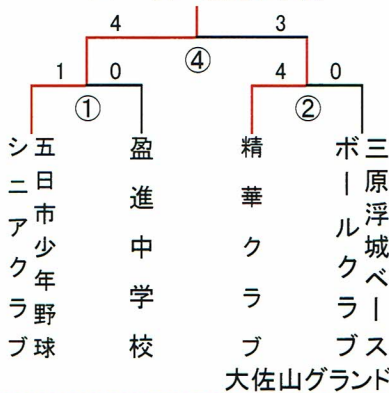 4 3
④
1 0 4 0
① ②
五日市少年野球
シニアクラブ
盈進中学校
精華クラブ
三原浮城ベース
ボールクラブ
大佐山グランド